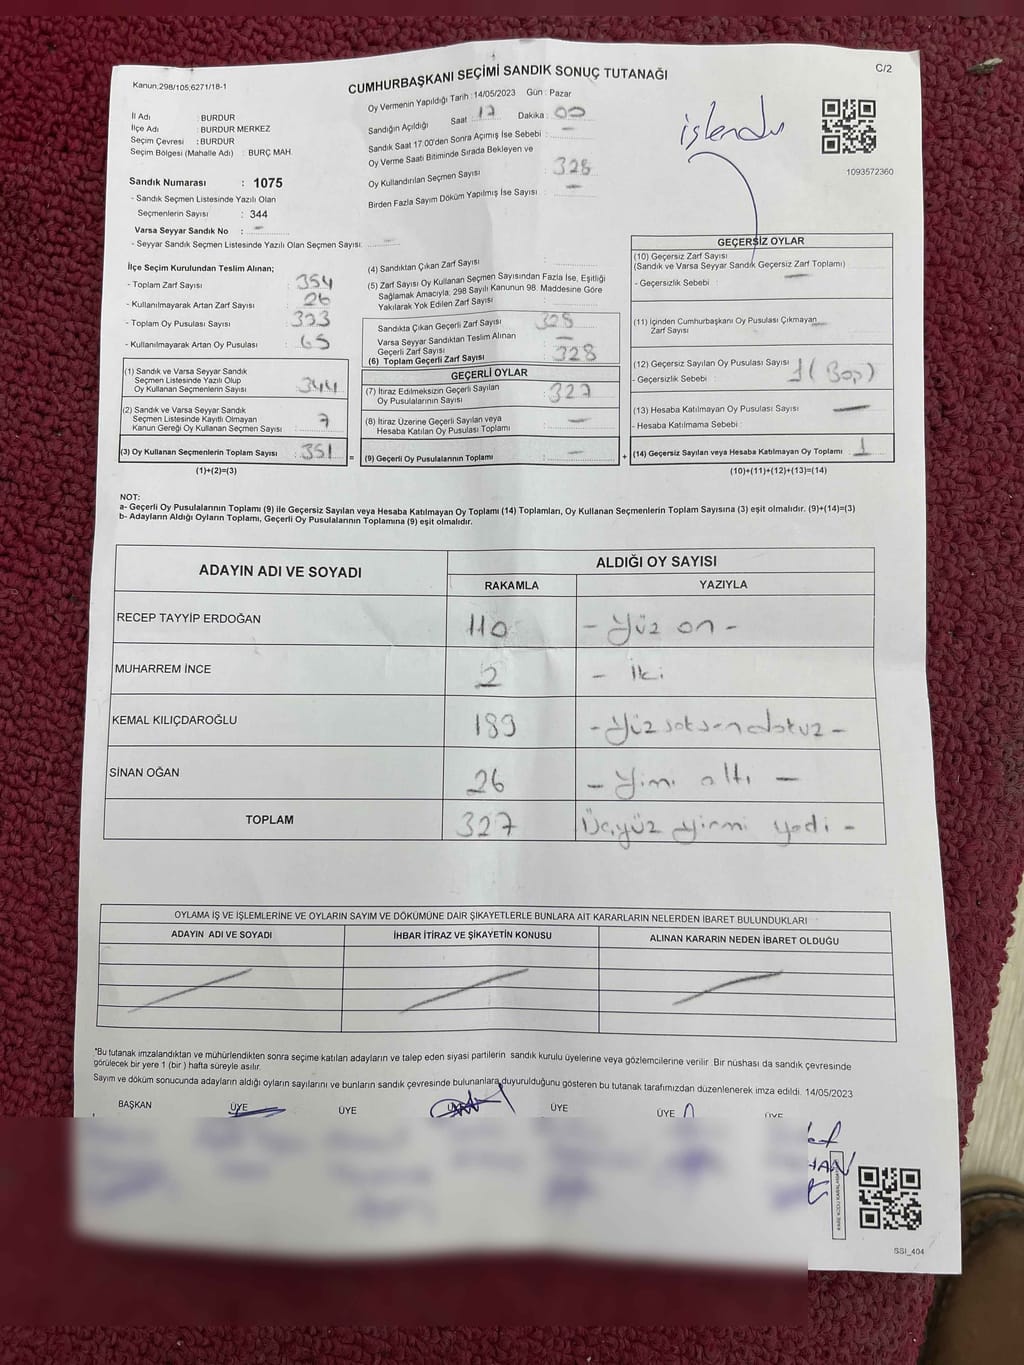 Kanun:298/105,6271/18-1
CUMHURBAŞKANI SEÇİMİ SANDIK SONUÇ TUTANAĞI
C/2
Oy Vermenin Yapıldığı Tarih : 14/05/2023 Gün : Pazar
Sandığın Açıldığı Saat 17 Dakika : 00
Sandık Saat 17.00'den Sonra Açımış İse Sebebi : —
Oy Verme Saati Bitiminde Sırada Bekleyen ve
Oy Kullandırılan Seçmen Sayısı : 328
Birden Fazla Sayım Döküm Yapılmış İse Sayısı : —
işlendi
1093572360
İl Adı : BURDUR
İlçe Adı : BURDUR MERKEZ
Seçim Çevresi : BURDUR
Seçim Bölgesi (Mahalle Adı) : BURÇ MAH.
Sandık Numarası : 1075
- Sandık Seçmen Listesinde Yazılı Olan
Seçmenlerin Sayısı : 344
Varsa Seyyar Sandık No : —
- Seyyar Sandık Seçmen Listesinde Yazılı Olan Seçmen Sayısı: —
İlçe Seçim Kurulundan Teslim Alınan;
- Toplam Zarf Sayısı : 354
- Kullanılmayarak Artan Zarf Sayısı : 26
- Toplam Oy Pusulası Sayısı : 393
- Kullanılmayarak Artan Oy Pusulası : 65
(1) Sandık ve Varsa Seyyar Sandık
Seçmen Listesinde Yazılı Olup
Oy Kullanan Seçmenlerin Sayısı : 344
(2) Sandık ve Varsa Seyyar Sandık
Seçmen Listesinde Kayıtlı Olmayan
Kanun Gereği Oy Kullanan Seçmen Sayısı : 7
(3) Oy Kullanan Seçmenlerin Toplam Sayısı : 351
(1)+(2)=(3)
=
(4) Sandıktan Çıkan Zarf Sayısı :
(5) Zarf Sayısı Oy Kullanan Seçmen Sayısından Fazla İse, Eşitliği
Sağlamak Amacıyla, 298 Sayılı Kanunun 98. Maddesine Göre
Yakılarak Yok Edilen Zarf Sayısı :
Sandıkta Çıkan Geçerli Zarf Sayısı : 328
Varsa Seyyar Sandıktan Teslim Alınan
Geçerli Zarf Sayısı : —
(6) Toplam Geçerli Zarf Sayısı : 328
GEÇERLİ OYLAR
(7) İtiraz Edilmeksizin Geçerli Sayılan
Oy Pusulalarının Sayısı : 327
(8) İtiraz Üzerine Geçerli Sayılan veya
Hesaba Katılan Oy Pusulası Toplamı : —
(9) Geçerli Oy Pusulalarının Toplamı : —
+
GEÇERSİZ OYLAR
(10) Geçersiz Zarf Sayısı
(Sandık ve Varsa Seyyar Sandık Geçersiz Zarf Toplamı)
- Geçersizlik Sebebi : —
(11) İçinden Cumhurbaşkanı Oy Pusulası Çıkmayan
Zarf Sayısı —
(12) Geçersiz Sayılan Oy Pusulası Sayısı : 1 (Boş)
- Geçersizlik Sebebi :
(13) Hesaba Katılmayan Oy Pusulası Sayısı : —
- Hesaba Katılmama Sebebi :
(14) Geçersiz Sayılan veya Hesaba Katılmayan Oy Toplamı : 1
(10)+(11)+(12)+(13)=(14)
NOT:
a- Geçerli Oy Pusulalarının Toplamı (9) ile Geçersiz Sayılan veya Hesaba Katılmayan Oy Toplamı (14) Toplamları, Oy Kullanan Seçmenlerin Toplam Sayısına (3) eşit olmalıdır. (9)+(14)=(3)
b- Adayların Aldığı Oyların Toplamı, Geçerli Oy Pusulalarının Toplamına (9) eşit olmalıdır.
ADAYIN ADI VE SOYADI
ALDIĞI OY SAYISI
RAKAMLA YAZIYLA
RECEP TAYYİP ERDOĞAN 110 - Yüz on -
MUHARREM İNCE 2 - İki
KEMAL KILIÇDAROĞLU 189 - Yüz seksen dokuz -
SİNAN OĞAN 26 - Yimi altı -
TOPLAM 327 Üçyüz yirmi yedi -
OYLAMA İŞ VE İŞLEMLERİNE VE OYLARIN SAYIM VE DÖKÜMÜNE DAİR ŞİKAYETLERLE BUNLARA AİT KARARLARIN NELERDEN İBARET BULUNDUKLARI
ADAYIN ADI VE SOYADI İHBAR İTİRAZ VE ŞİKAYETİN KONUSU ALINAN KARARIN NEDEN İBARET OLDUĞU
*Bu tutanak imzalandıktan ve mühürlendikten sonra seçime katılan adayların ve talep eden siyasi partilerin sandık kurulu üyelerine veya gözlemcilerine verilir. Bir nüshası da sandık çevresinde
görülecek bir yere 1 (bir) hafta süreyle asılır.
Sayım ve döküm sonucunda adayların aldığı oyların sayılarını ve bunların sandık çevresinde bulunanlara duyurulduğunu gösteren bu tutanak tarafımızdan düzenlenerek imza edildi. 14/05/2023
BAŞKAN ÜYE ÜYE ÜYE ÜYE ÜYE ÜYE
SSI_404